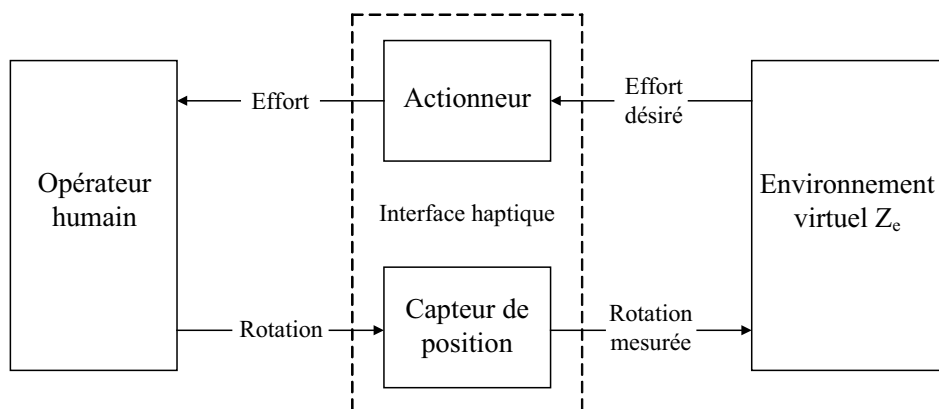 Opérateur
humain
Effort
Actionneur
Effort
désiré
Environnement
virtuel Zₑ
Interface haptique
Rotation
Capteur de
position
Rotation
mesurée